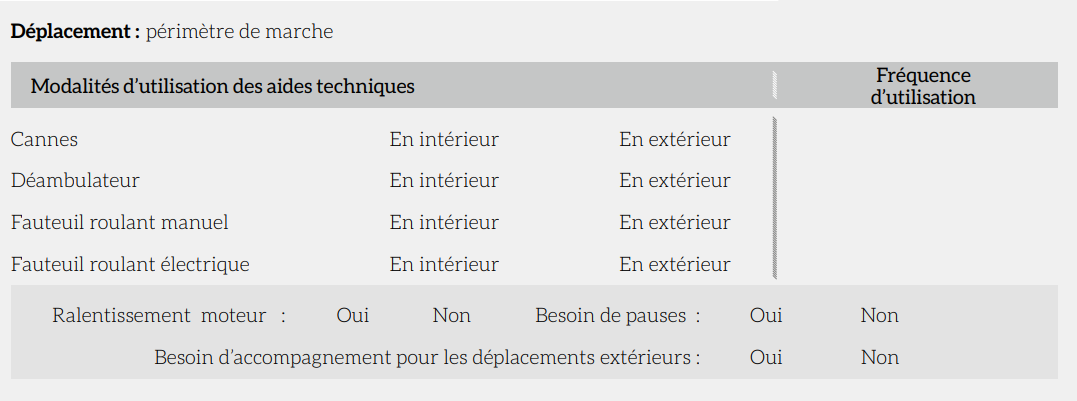 Déplacement : périmètre de marche
Modalités d’utilisation des aides techniques
Fréquence
d’utilisation
Cannes En intérieur En extérieur
Déambulateur En intérieur En extérieur
Fauteuil roulant manuel En intérieur En extérieur
Fauteuil roulant électrique En intérieur En extérieur
Ralentissement moteur : Oui Non Besoin de pauses : Oui Non
Besoin d’accompagnement pour les déplacements extérieurs : Oui Non